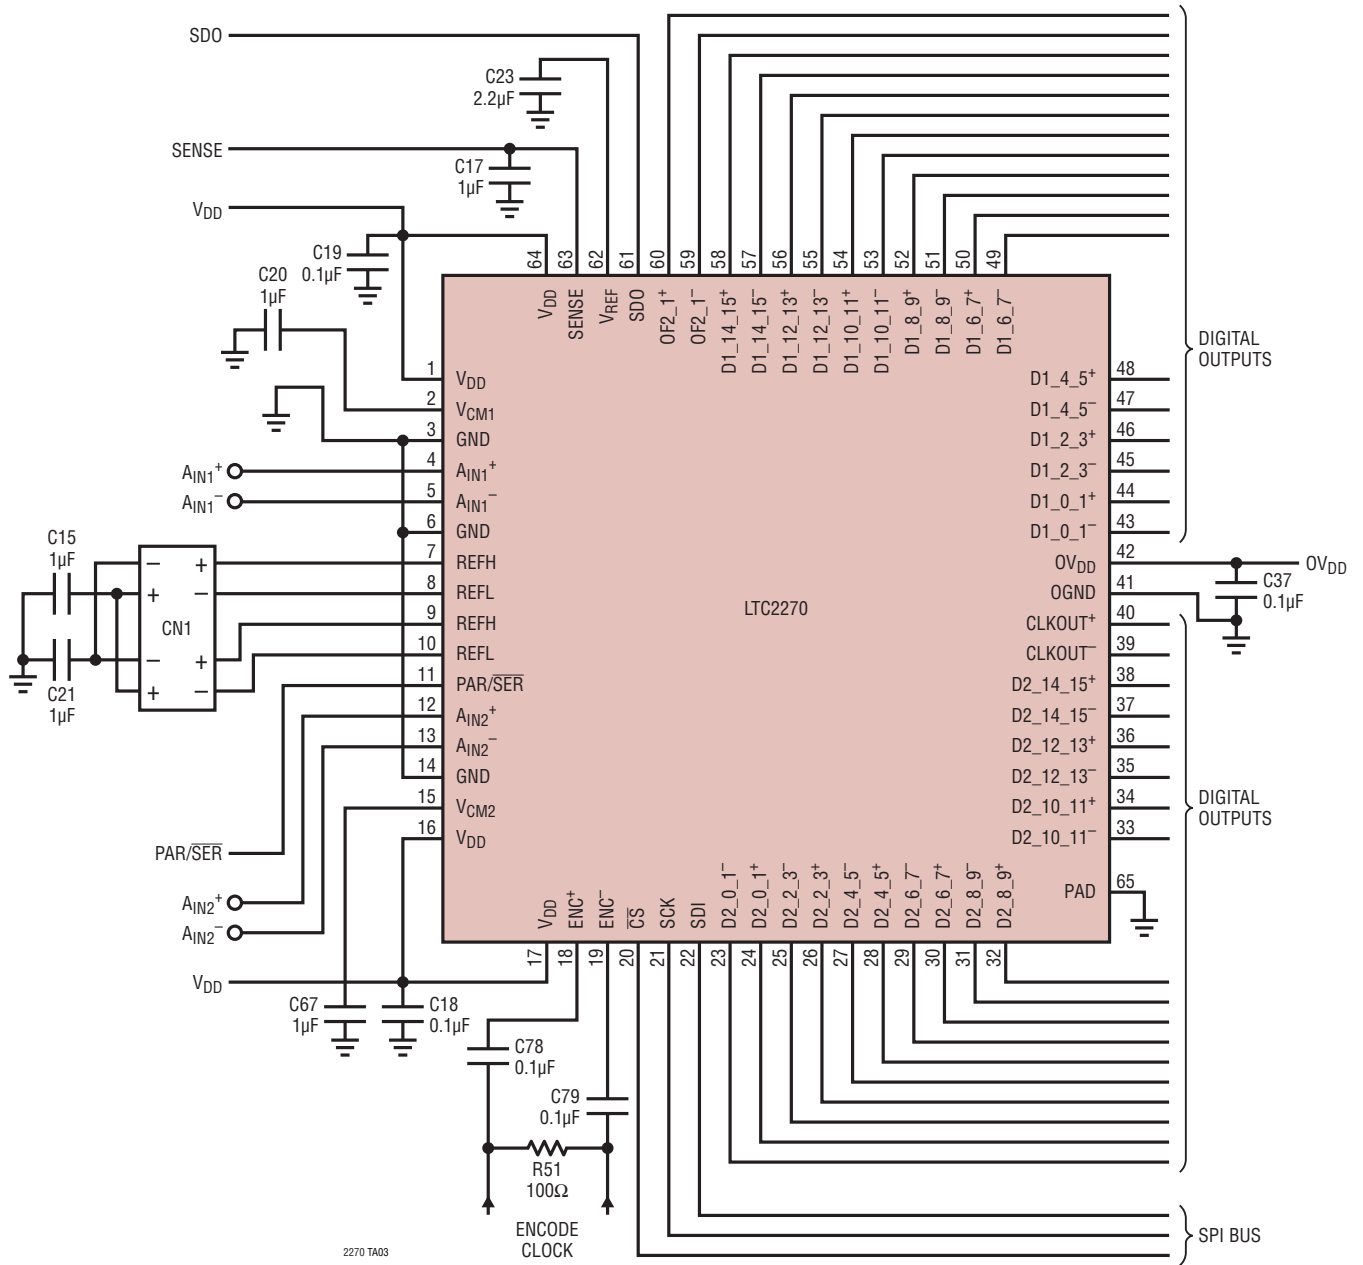 SDO
C23
2.2µF
SENSE
C17
1µF
VDD
C19
0.1µF
C20
1µF
64
63
62
61
60
59
58
57
56
55
54
53
52
51
50
49
VDD
SENSE
VREF
SDO
OF2_1+
OF2_1–
D1_14_15+
D1_14_15–
D1_12_13+
D1_12_13–
D1_10_11+
D1_10_11–
D1_8_9+
D1_8_9–
D1_6_7+
D1_6_7–
DIGITAL
OUTPUTS
1 VDD
2 VCM1
3 GND
AIN1+ 4 AIN1+
AIN1– 5 AIN1–
6 GND
7 REFH
8 REFL
9 REFH
10 REFL
11 PAR/SER
12 AIN2+
13 AIN2–
14 GND
15 VCM2
16 VDD
C15
1µF
– +
+ –
CN1
– +
+ –
C21
1µF
LTC2270
D1_4_5+ 48
D1_4_5– 47
D1_2_3+ 46
D1_2_3– 45
D1_0_1+ 44
D1_0_1– 43
OVDD 42 OVDD
OGND 41
C37
0.1µF
CLKOUT+ 40
CLKOUT– 39
D2_14_15+ 38
D2_14_15– 37
D2_12_13+ 36
D2_12_13– 35
D2_10_11+ 34
D2_10_11– 33
PAD 65
DIGITAL
OUTPUTS
PAR/SER
AIN2+
AIN2–
VDD
VDD
ENC+
ENC–
CS
SCK
SDI
D2_0_1–
D2_0_1+
D2_2_3–
D2_2_3+
D2_4_5–
D2_4_5+
D2_6_7–
D2_6_7+
D2_8_9–
D2_8_9+
17
18
19
20
21
22
23
24
25
26
27
28
29
30
31
32
C67
1µF
C18
0.1µF
C78
0.1µF
C79
0.1µF
R51
100Ω
ENCODE
CLOCK
SPI BUS
2270 TA03